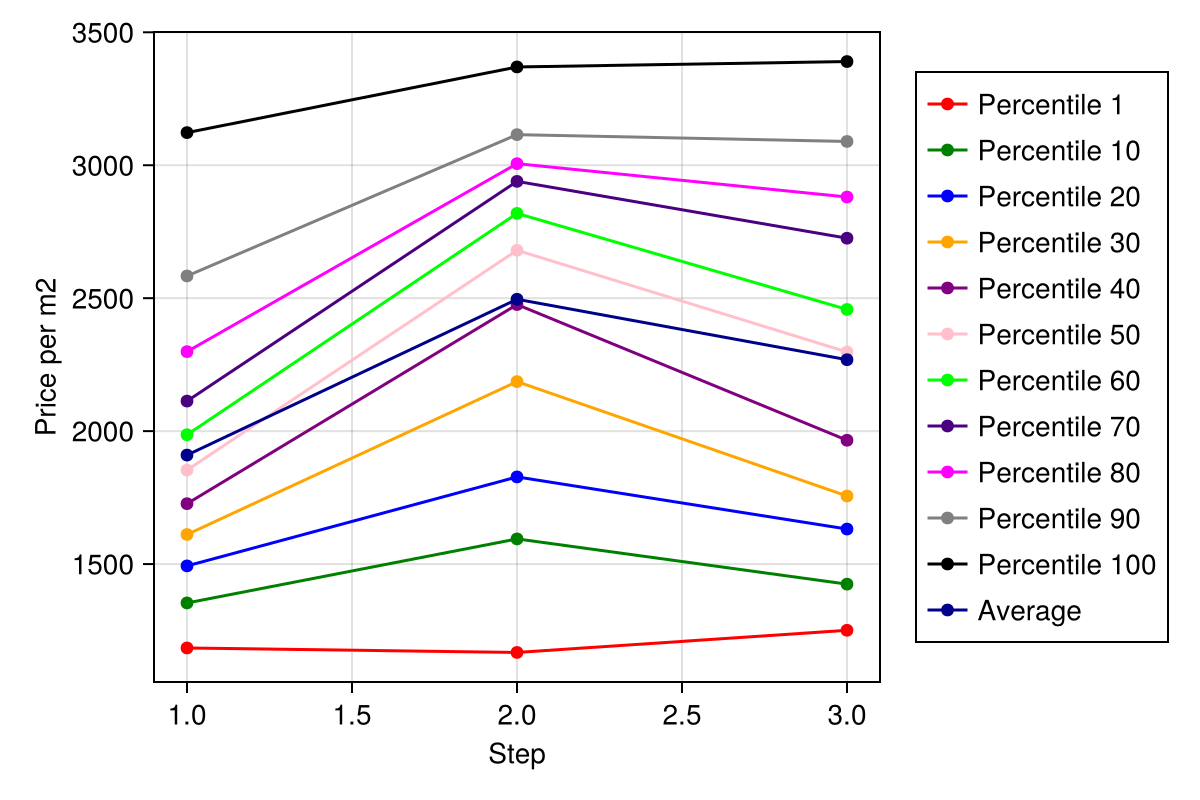 3500
3000
2500
2000
1500
Price per m2
1.0 1.5 2.0 2.5 3.0
Step
Percentile 1
Percentile 10
Percentile 20
Percentile 30
Percentile 40
Percentile 50
Percentile 60
Percentile 70
Percentile 80
Percentile 90
Percentile 100
Average